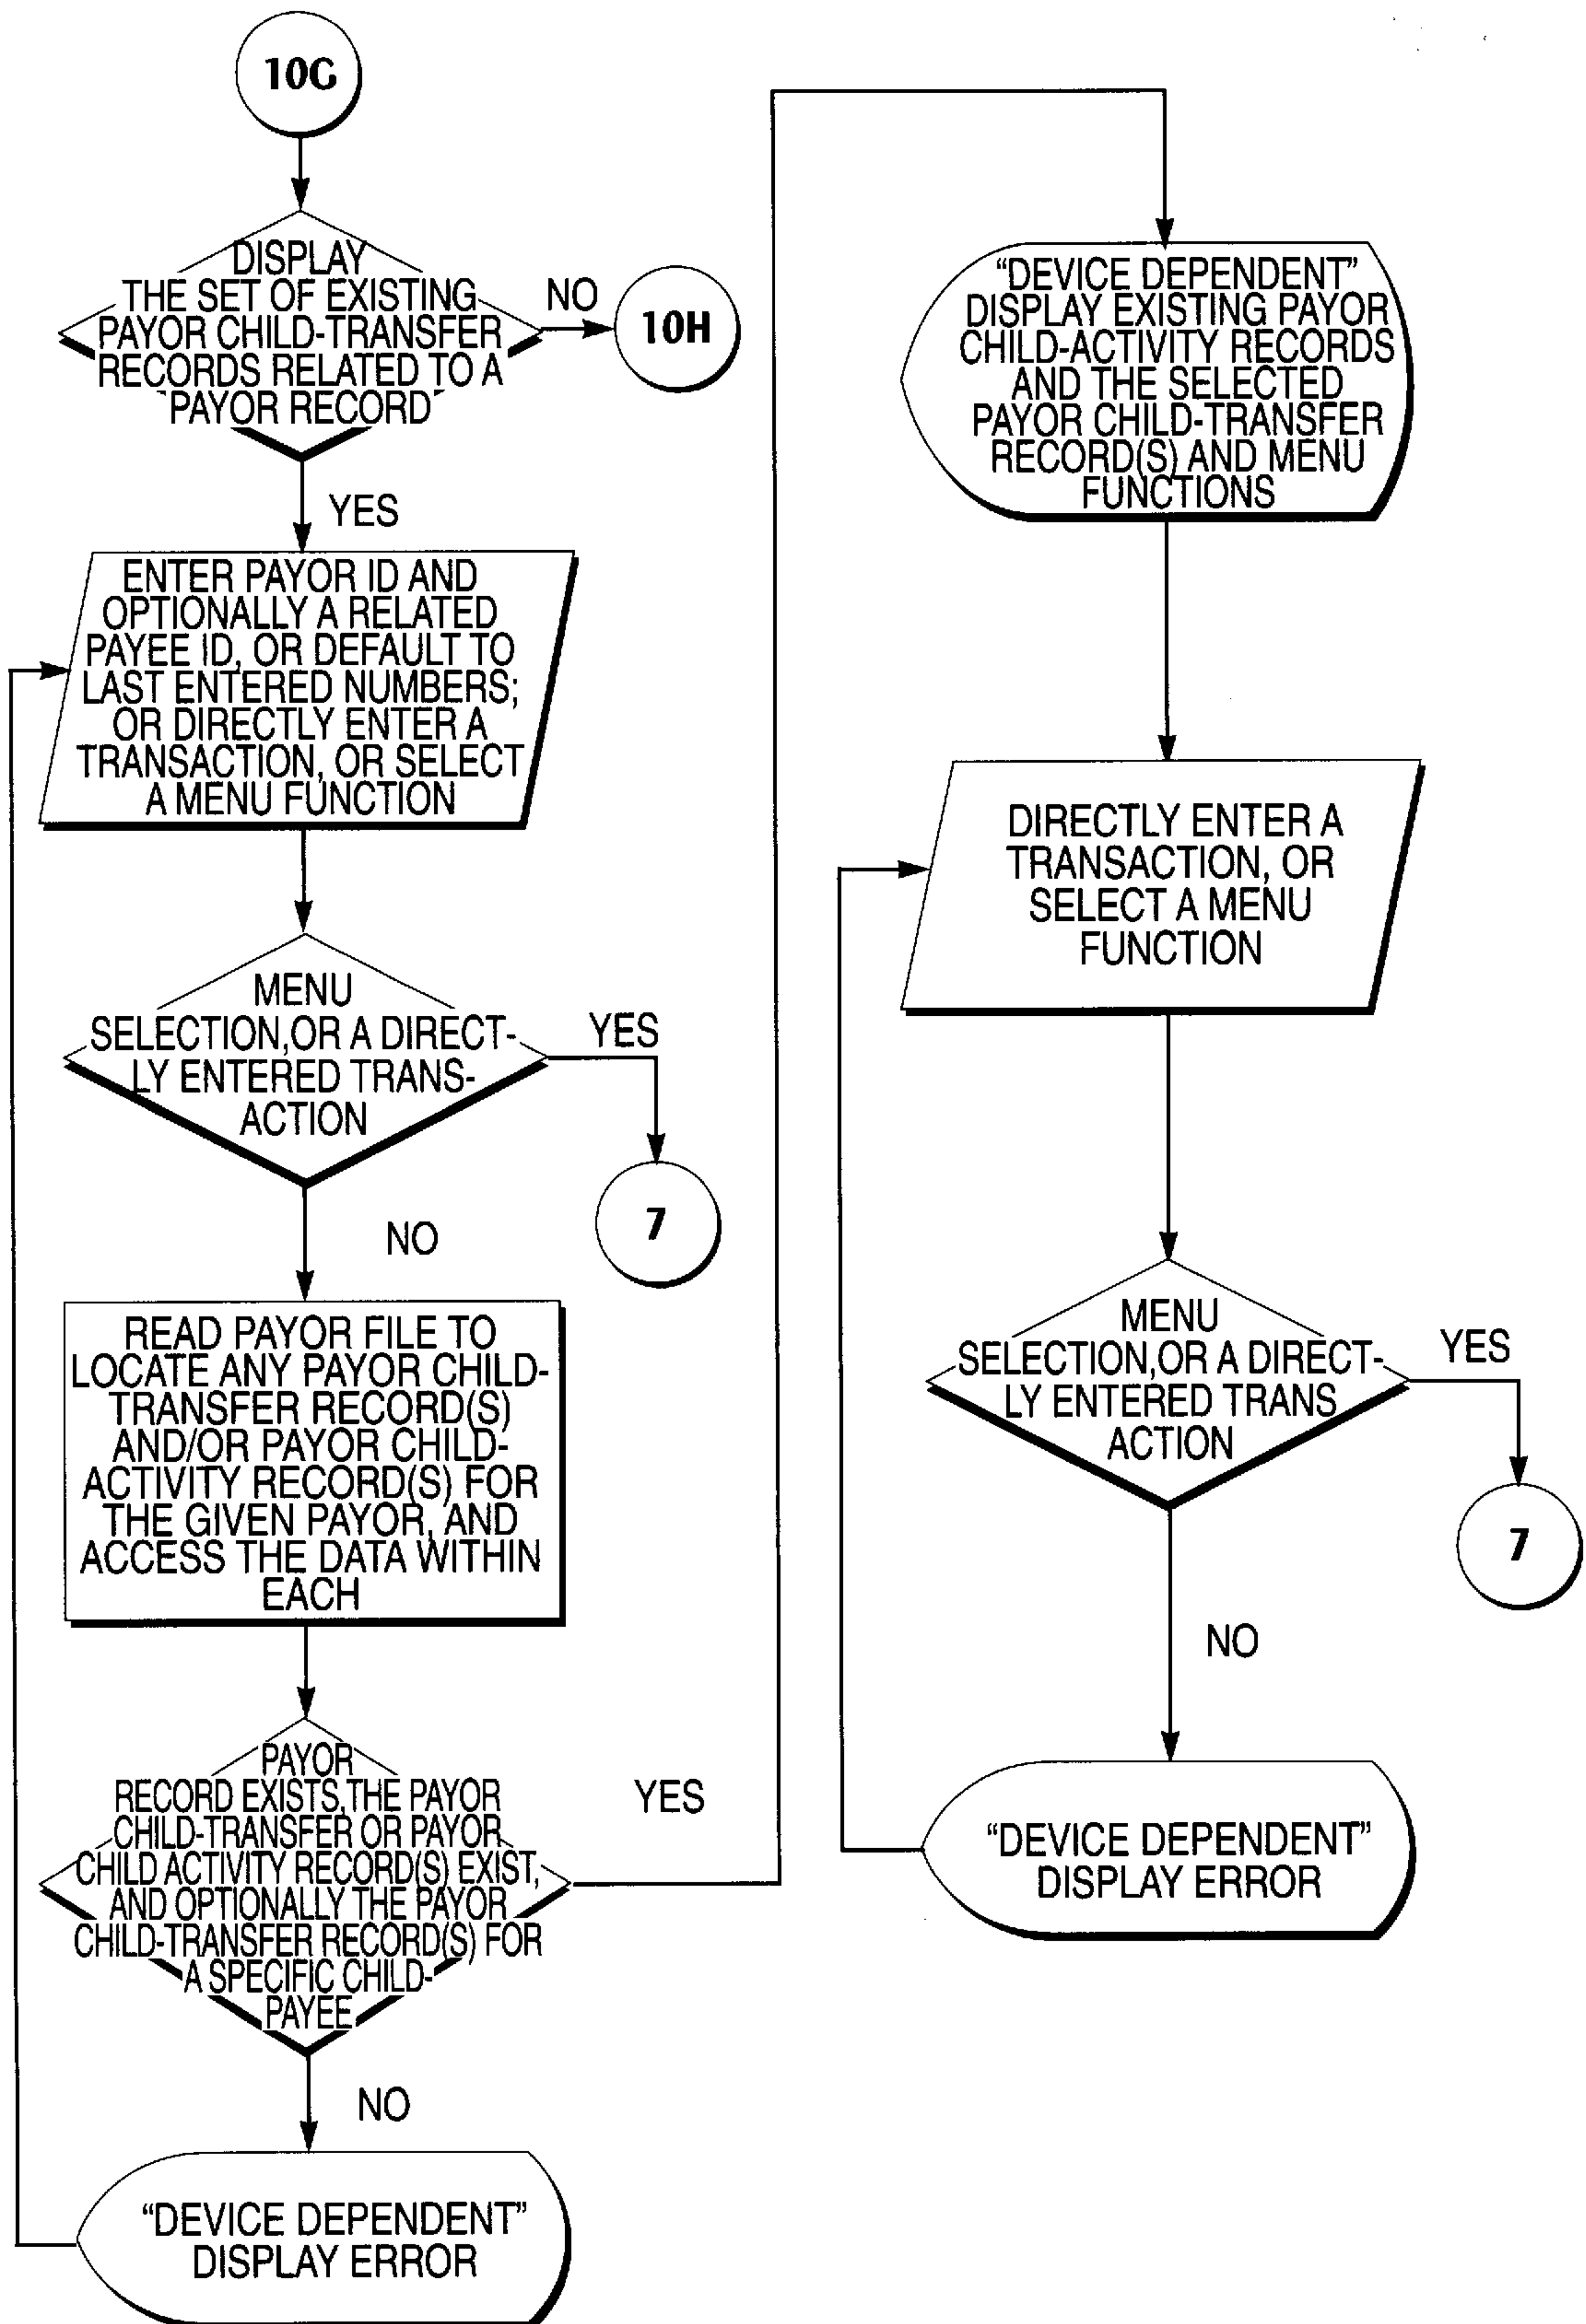 10G
DISPLAY
THE SET OF EXISTING
PAYOR CHILD-TRANSFER
RECORDS RELATED TO A
PAYOR RECORD
NO
10H
YES
ENTER PAYOR ID AND
OPTIONALLY A RELATED
PAYEE ID, OR DEFAULT TO
LAST ENTERED NUMBERS;
OR DIRECTLY ENTER A
TRANSACTION, OR SELECT
A MENU FUNCTION
MENU
SELECTION,OR A DIRECT-
LY ENTERED TRANS-
ACTION
YES
7
NO
READ PAYOR FILE TO
LOCATE ANY PAYOR CHILD-
TRANSFER RECORD(S)
AND/OR PAYOR CHILD-
ACTIVITY RECORD(S) FOR
THE GIVEN PAYOR, AND
ACCESS THE DATA WITHIN
EACH
PAYOR
RECORD EXISTS,THE PAYOR
CHILD-TRANSFER OR PAYOR
CHILD ACTIVITY RECORD(S) EXIST,
AND OPTIONALLY THE PAYOR
CHILD-TRANSFER RECORD(S) FOR
A SPECIFIC CHILD-
PAYEE
YES
NO
“DEVICE DEPENDENT”
DISPLAY ERROR
“DEVICE DEPENDENT”
DISPLAY EXISTING PAYOR
CHILD-ACTIVITY RECORDS
AND THE SELECTED
PAYOR CHILD-TRANSFER
RECORD(S) AND MENU
FUNCTIONS
DIRECTLY ENTER A
TRANSACTION, OR
SELECT A MENU
FUNCTION
MENU
SELECTION,OR A DIRECT-
LY ENTERED TRANS
ACTION
YES
7
NO
“DEVICE DEPENDENT”
DISPLAY ERROR